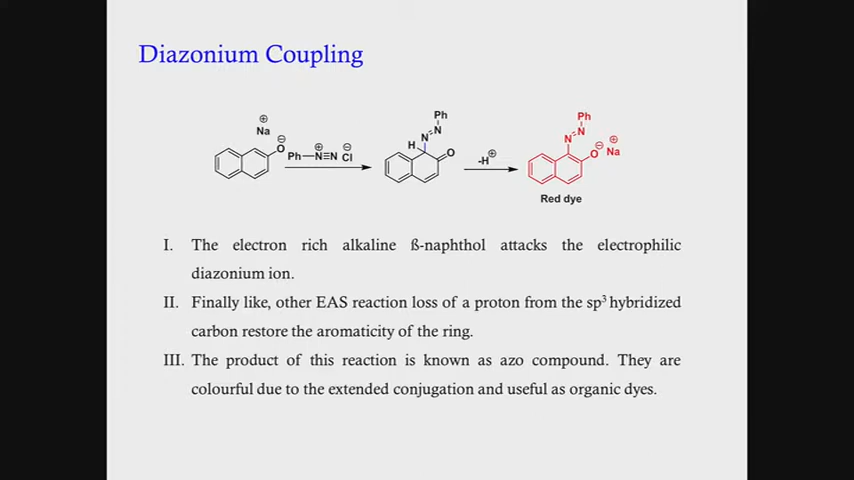 Diazonium Coupling
Na ⊕
O ⊖
Ph—N≡N ⊕ Cl ⊖
H
N=N
Ph
O
-H ⊕
Ph
N=N
O ⊖ Na ⊕
Red dye
I. The electron rich alkaline ß-naphthol attacks the electrophilic
diazonium ion.
II. Finally like, other EAS reaction loss of a proton from the sp³ hybridized
carbon restore the aromaticity of the ring.
III. The product of this reaction is known as azo compound. They are
colourful due to the extended conjugation and useful as organic dyes.